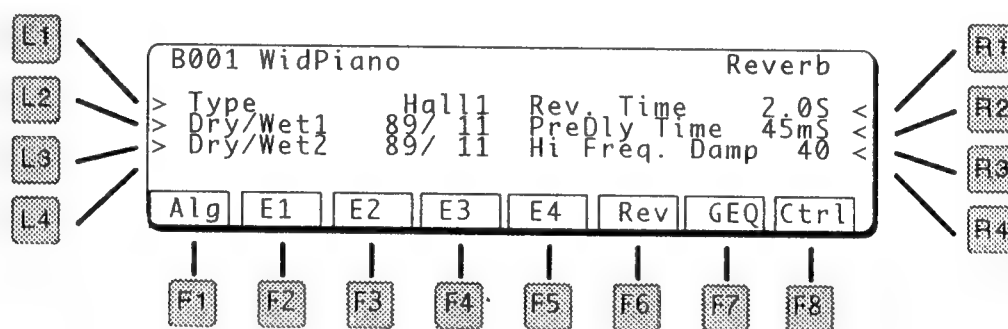 L1
L2
L3
L4
B001 WidPiano Reverb
> Type Hall1 Rev. Time 2.0S <
> Dry/Wet1 89/ 11 PreDly Time 45mS <
> Dry/Wet2 89/ 11 Hi Freq. Damp 40 <
Alg E1 E2 E3 E4 Rev GEQ Ctrl
F1 F2 F3 F4 F5 F6 F7 F8
R1
R2
R3
R4